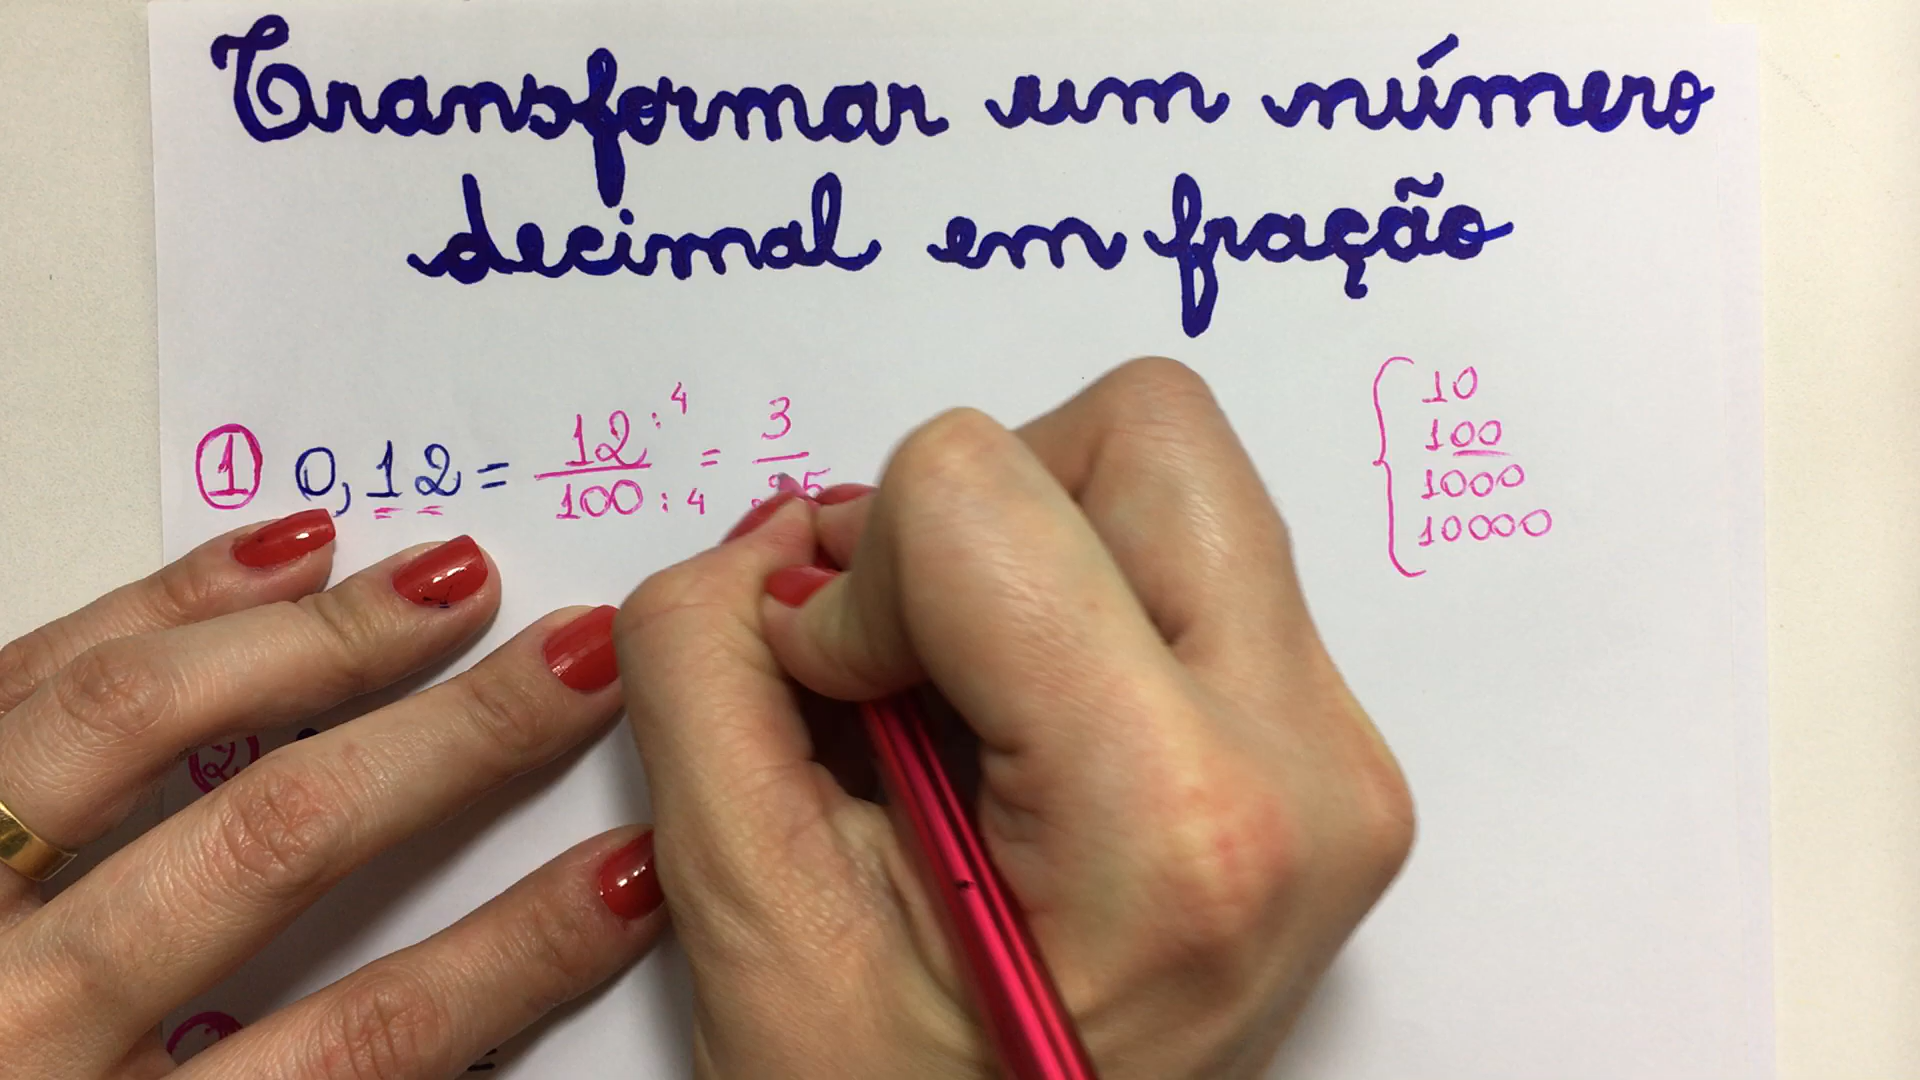 Transformar um número
decimal em fração
1 0,12 = 12/100 :4 :4 = 3/25
10
100
1000
10000
2